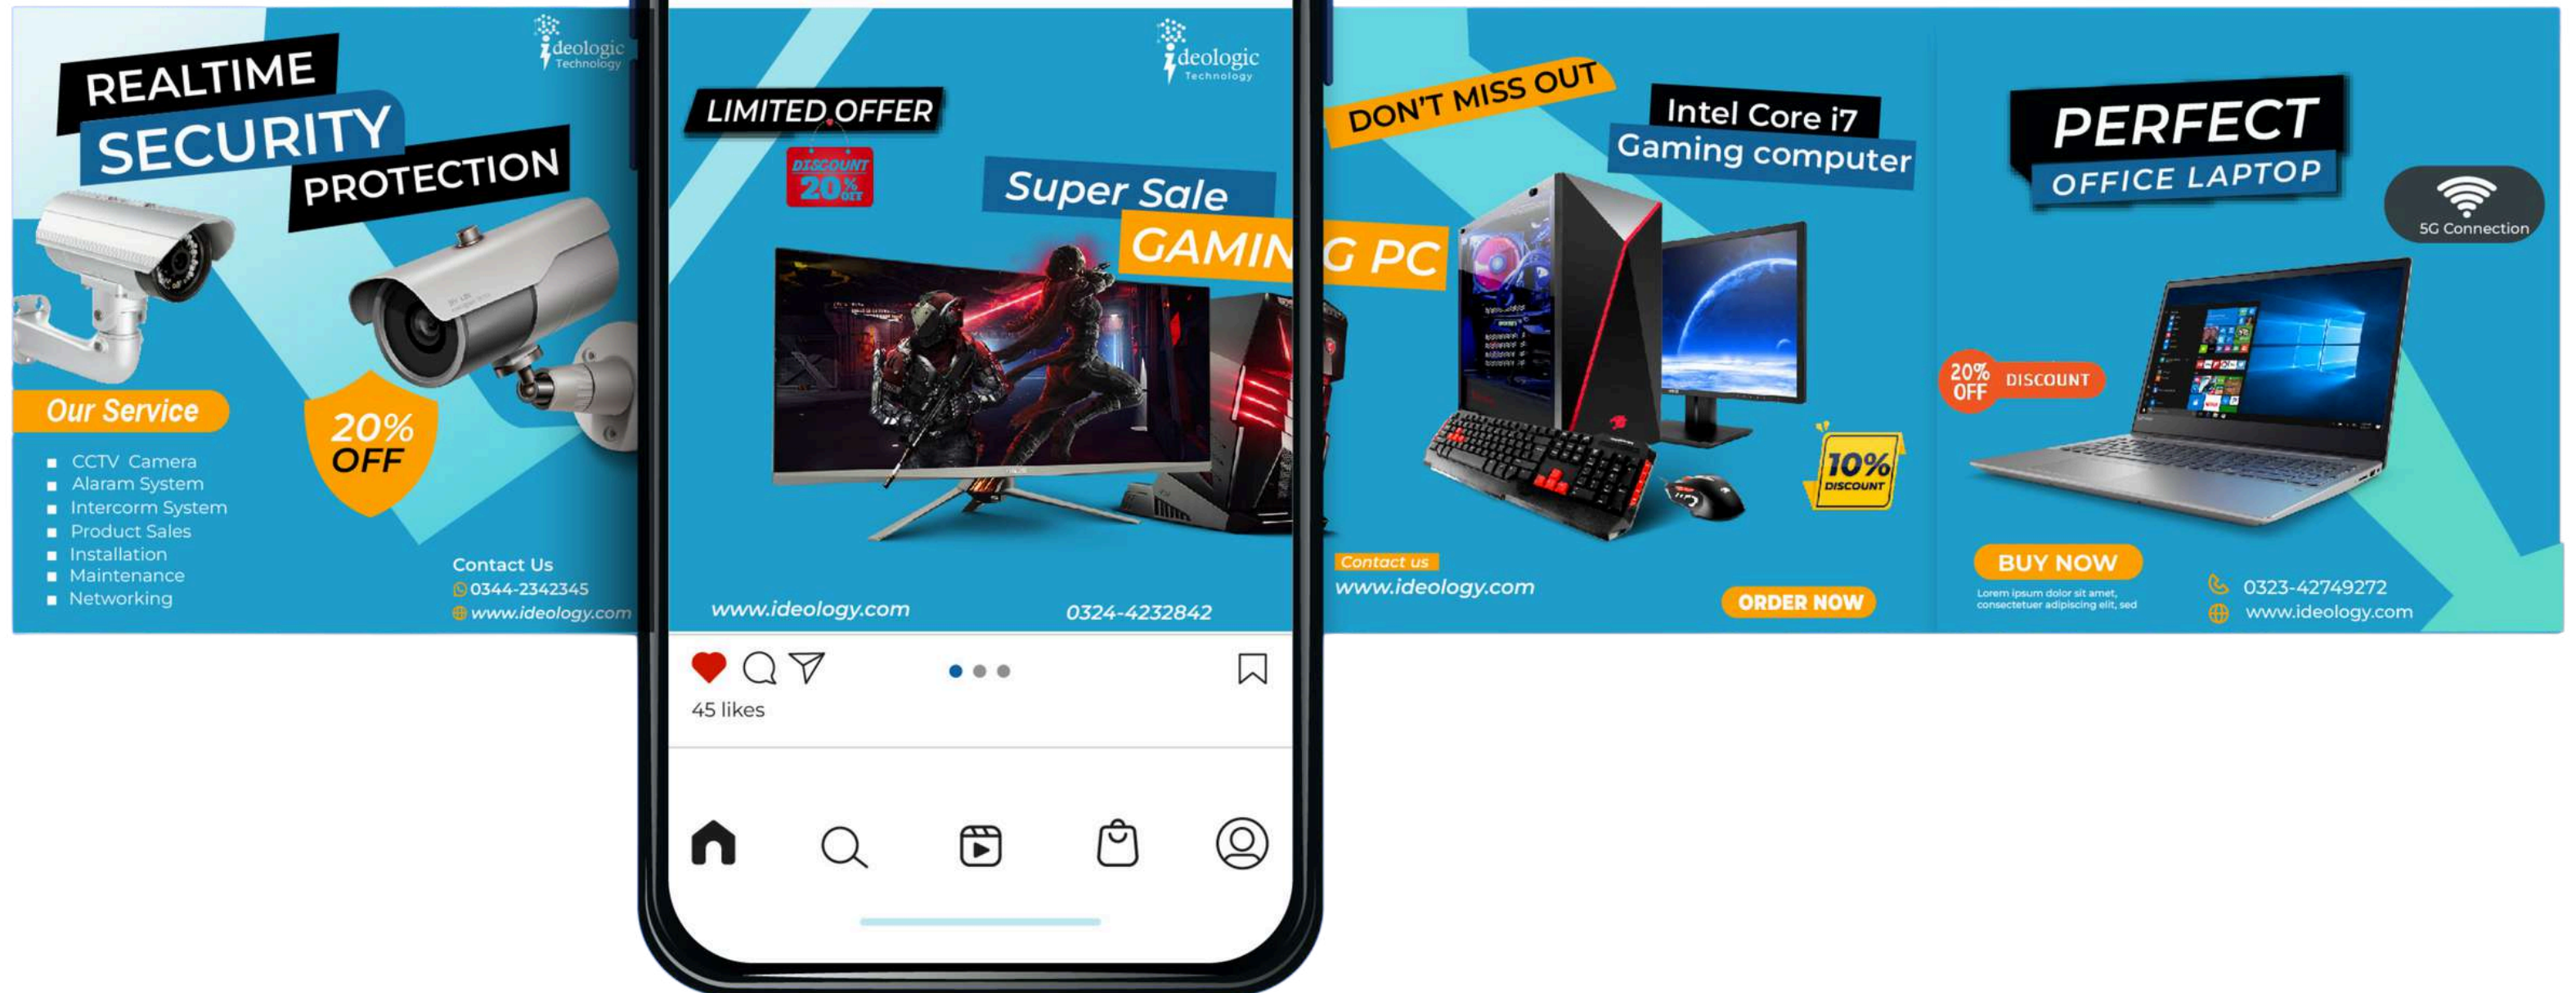 REALTIME
SECURITY
PROTECTION
ideologic
Technology
Our Service
CCTV Camera
Alaram System
Intercorm System
Product Sales
Installation
Maintenance
Networking
20%
OFF
Contact Us
0344-2342345
www.ideology.com
ideologic
Technology
LIMITED OFFER
DISCOUNT
20%
OFF
Super Sale
GAMING PC
www.ideology.com
0324-4232842
45 likes
DON'T MISS OUT
Intel Core i7
Gaming computer
10%
DISCOUNT
Contact us
www.ideology.com
ORDER NOW
PERFECT
OFFICE LAPTOP
5G Connection
20%
OFF
DISCOUNT
BUY NOW
Lorem ipsum dolor sit amet,
consectetuer adipiscing elit, sed
0323-42749272
www.ideology.com